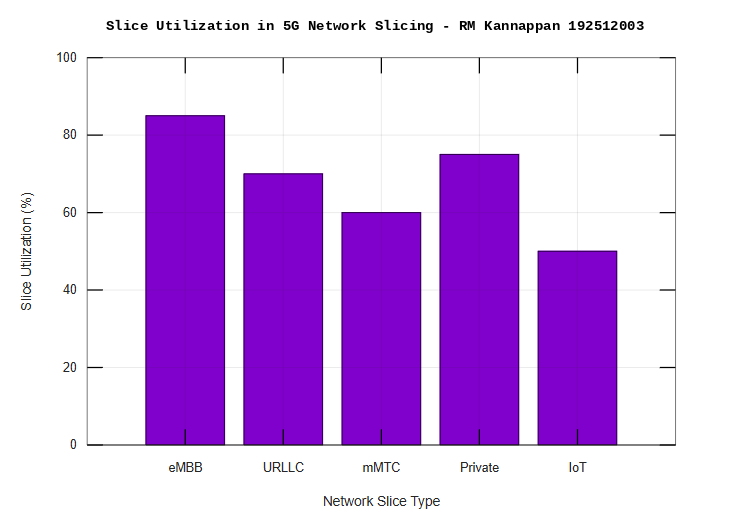 Slice Utilization in 5G Network Slicing - RM Kannappan 192512003
100
80
60
40
20
0
Slice Utilization (%)
eMBB URLLC mMTC Private IoT
Network Slice Type